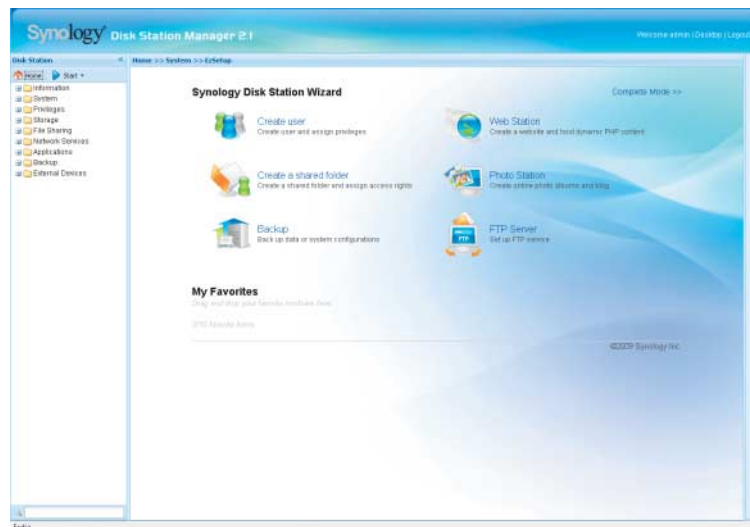 Synology Disk Station Manager 2.1
Welcome admin | Desktop | Logout
Disk Station
Home >> System >> EzSetup
Home Start
Information
System
Privileges
Storage
File Sharing
Network Services
Applications
Backup
External Devices
Synology Disk Station Wizard
Complete Mode >>
Create user
Create user and assign privileges
Web Station
Create a website and host dynamic PHP content
Create a shared folder
Create a shared folder and assign access rights
Photo Station
Create online photo albums and blog
Backup
Back up data or system configurations
FTP
FTP Server
Set up FTP service
My Favorites
Drag and drop your favorite
©2009 Synology Inc.